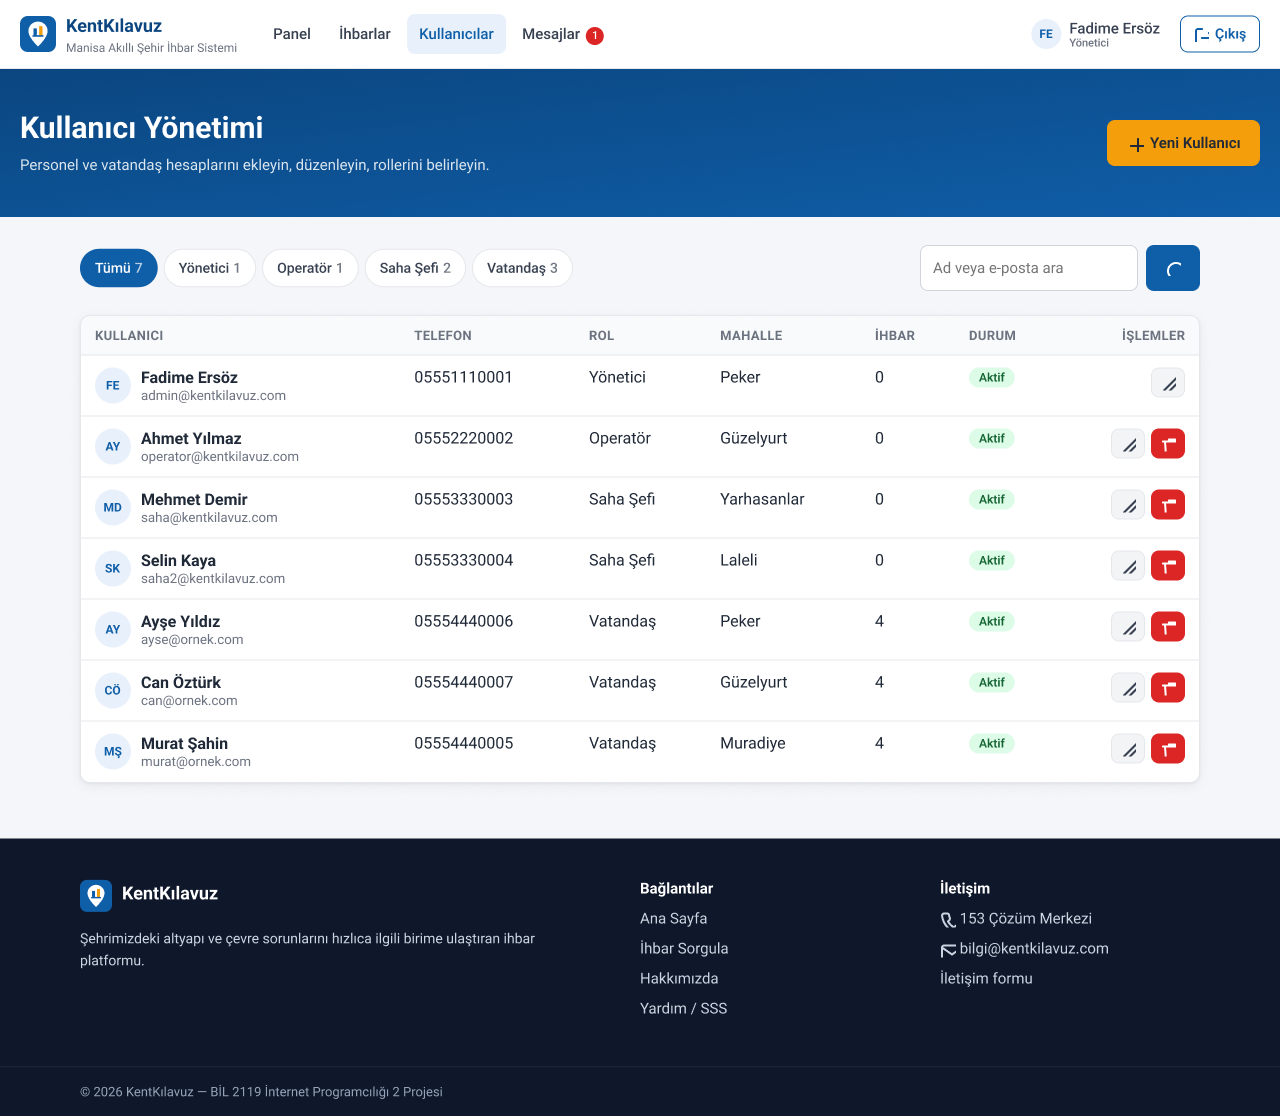 KentKılavuz
Manisa Akıllı Şehir İhbar Sistemi
Panel
İhbarlar
Kullanıcılar
Mesajlar 1
FE
Fadime Ersöz
Yönetici
Çıkış
Kullanıcı Yönetimi
Personel ve vatandaş hesaplarını ekleyin, düzenleyin, rollerini belirleyin.
Yeni Kullanıcı
Tümü 7
Yönetici 1
Operatör 1
Saha Şefi 2
Vatandaş 3
Ad veya e-posta ara
KULLANICI TELEFON ROL MAHALLE İHBAR DURUM İŞLEMLER
FE Fadime Ersöz 05551110001 Yönetici Peker 0 Aktif
admin@kentkilavuz.com
AY Ahmet Yılmaz 05552220002 Operatör Güzelyurt 0 Aktif
operator@kentkilavuz.com
MD Mehmet Demir 05553330003 Saha Şefi Yarhasanlar 0 Aktif
saha@kentkilavuz.com
SK Selin Kaya 05553330004 Saha Şefi Laleli 0 Aktif
saha2@kentkilavuz.com
AY Ayşe Yıldız 05554440006 Vatandaş Peker 4 Aktif
ayse@ornek.com
CÖ Can Öztürk 05554440007 Vatandaş Güzelyurt 4 Aktif
can@ornek.com
MŞ Murat Şahin 05554440005 Vatandaş Muradiye 4 Aktif
murat@ornek.com
KentKılavuz
Şehrimizdeki altyapı ve çevre sorunlarını hızlıca ilgili birime ulaştıran ihbar
platformu.
Bağlantılar
Ana Sayfa
İhbar Sorgula
Hakkımızda
Yardım / SSS
İletişim
153 Çözüm Merkezi
bilgi@kentkilavuz.com
İletişim formu
© 2026 KentKılavuz — BİL 2119 İnternet Programcılığı 2 Projesi